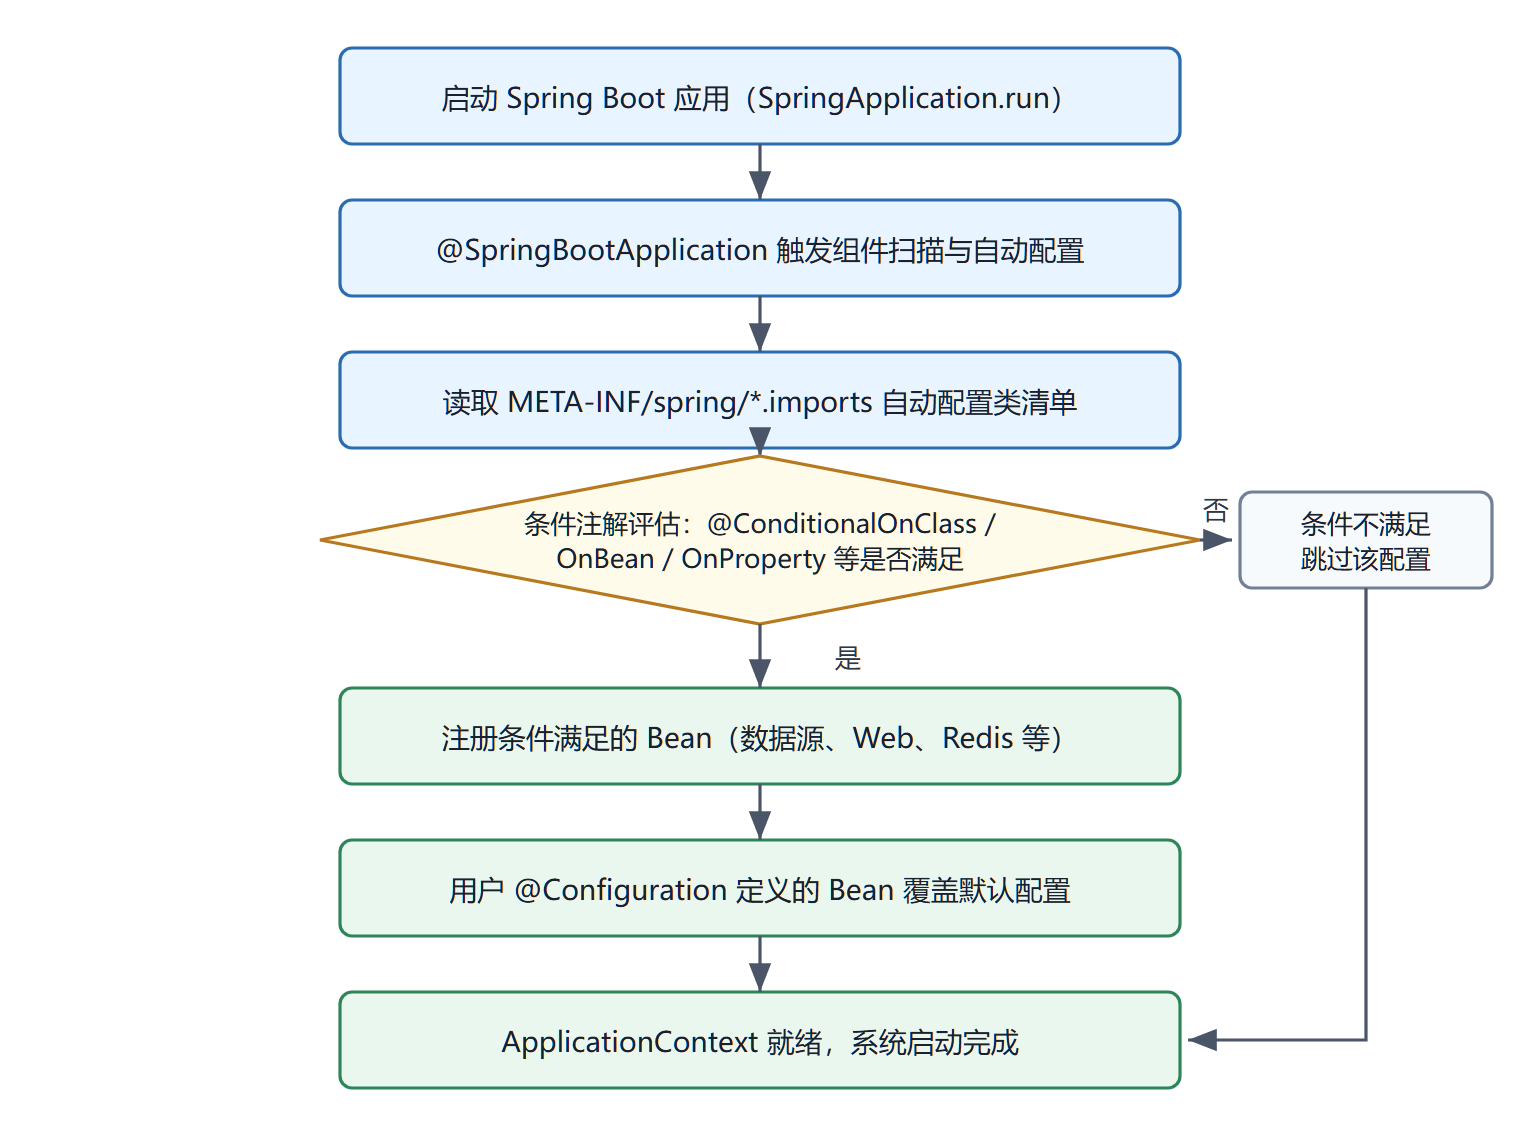 启动 Spring Boot 应用（SpringApplication.run）
@SpringBootApplication 触发组件扫描与自动配置
读取 META-INF/spring/*.imports 自动配置类清单
条件注解评估：@ConditionalOnClass /
OnBean / OnProperty 等是否满足
否
条件不满足
跳过该配置
是
注册条件满足的 Bean（数据源、Web、Redis 等）
用户 @Configuration 定义的 Bean 覆盖默认配置
ApplicationContext 就绪，系统启动完成